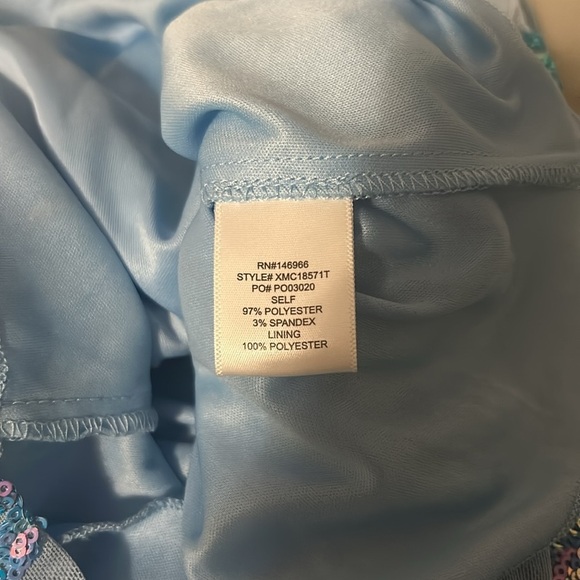 RN#146966
STYLE# XMC18571T
PO# PO03020
SELF
97% POLYESTER
3% SPANDEX
LINING
100% POLYESTER